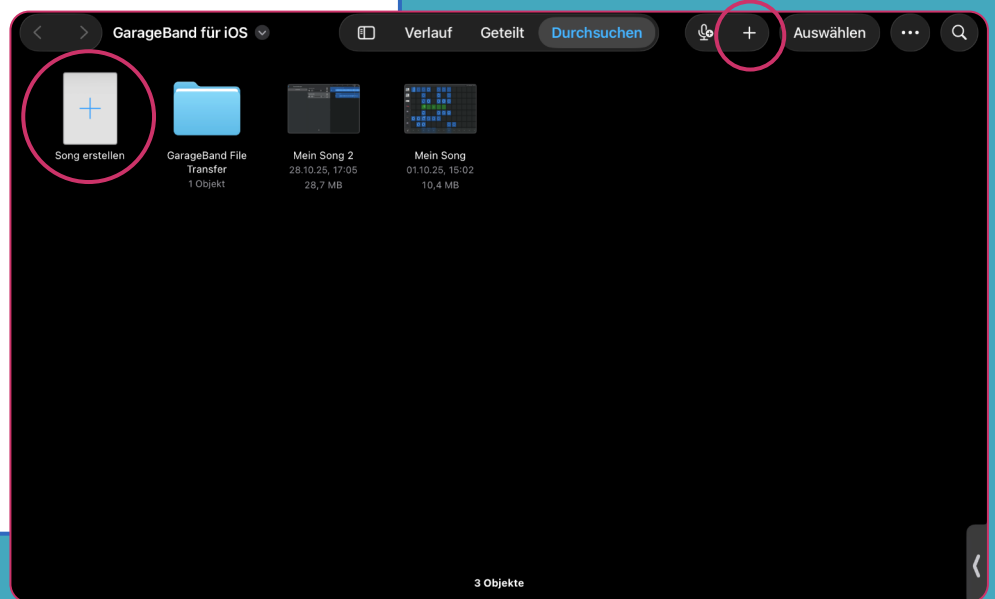 GarageBand für iOS
Verlauf
Geteilt
Durchsuchen
Auswählen
Song erstellen
GarageBand File
Transfer
1 Objekt
Mein Song 2
28.10.25, 17:05
28,7 MB
Mein Song
01.10.25, 15:02
10,4 MB
3 Objekte